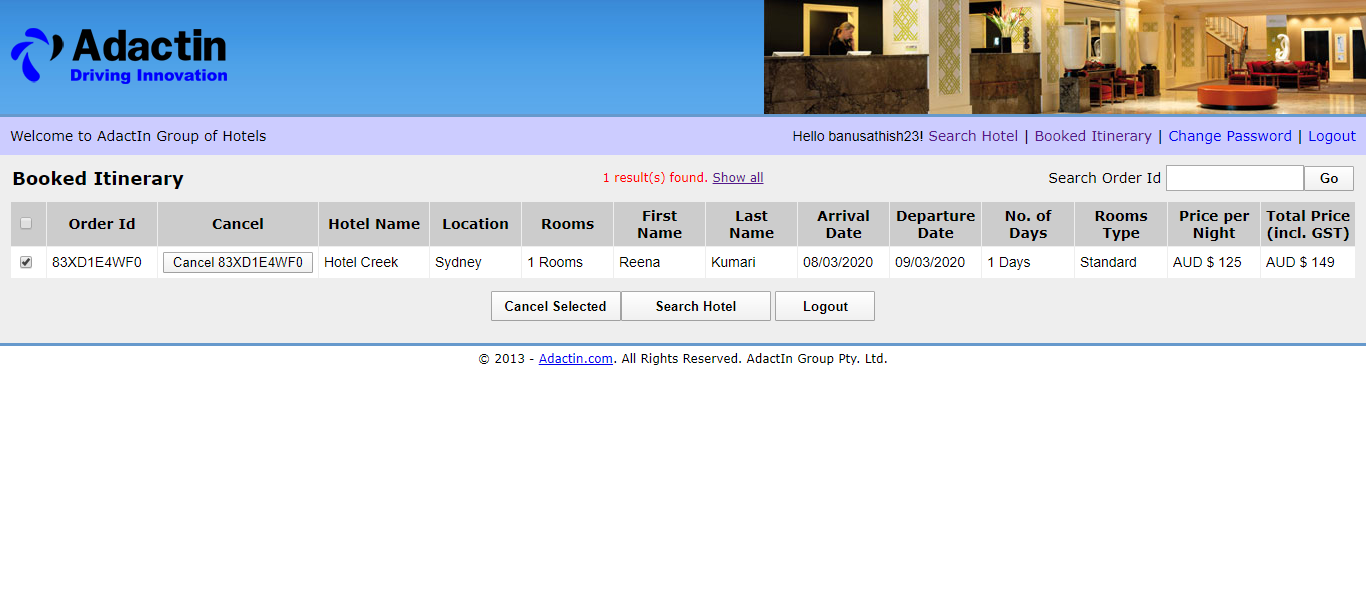 Adactin
Driving Innovation
Welcome to AdactIn Group of Hotels
Hello banusathish23! Search Hotel | Booked Itinerary | Change Password | Logout
Booked Itinerary
1 result(s) found. Show all
Search Order Id
Go
Order Id Cancel Hotel Name Location Rooms First Name Last Name Arrival Date Departure Date No. of Days Rooms Type Price per Night Total Price (incl. GST)
83XD1E4WF0 Cancel 83XD1E4WF0 Hotel Creek Sydney 1 Rooms Reena Kumari 08/03/2020 09/03/2020 1 Days Standard AUD $ 125 AUD $ 149
Cancel Selected Search Hotel Logout
© 2013 - Adactin.com. All Rights Reserved. AdactIn Group Pty. Ltd.